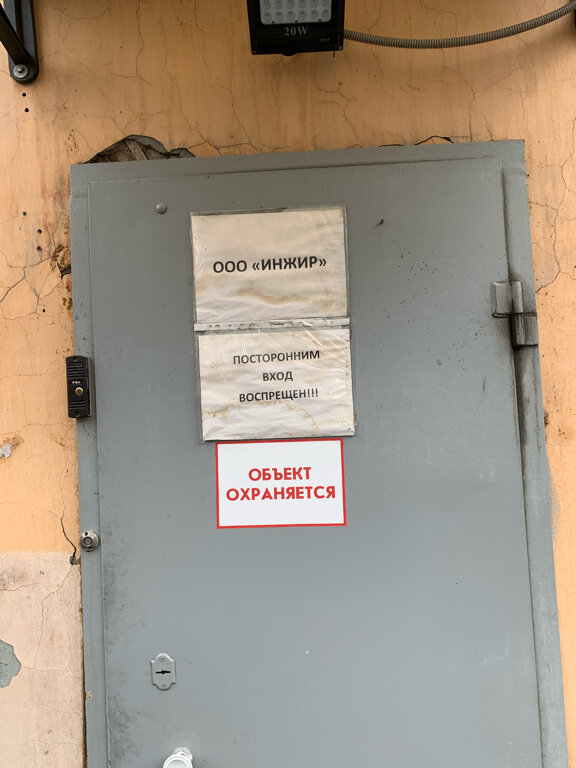 20W
ООО «ИНЖИР»
ПОСТОРОННИМ
ВХОД
ВОСПРЕЩЕН!!!
ОБЪЕКТ
ОХРАНЯЕТСЯ